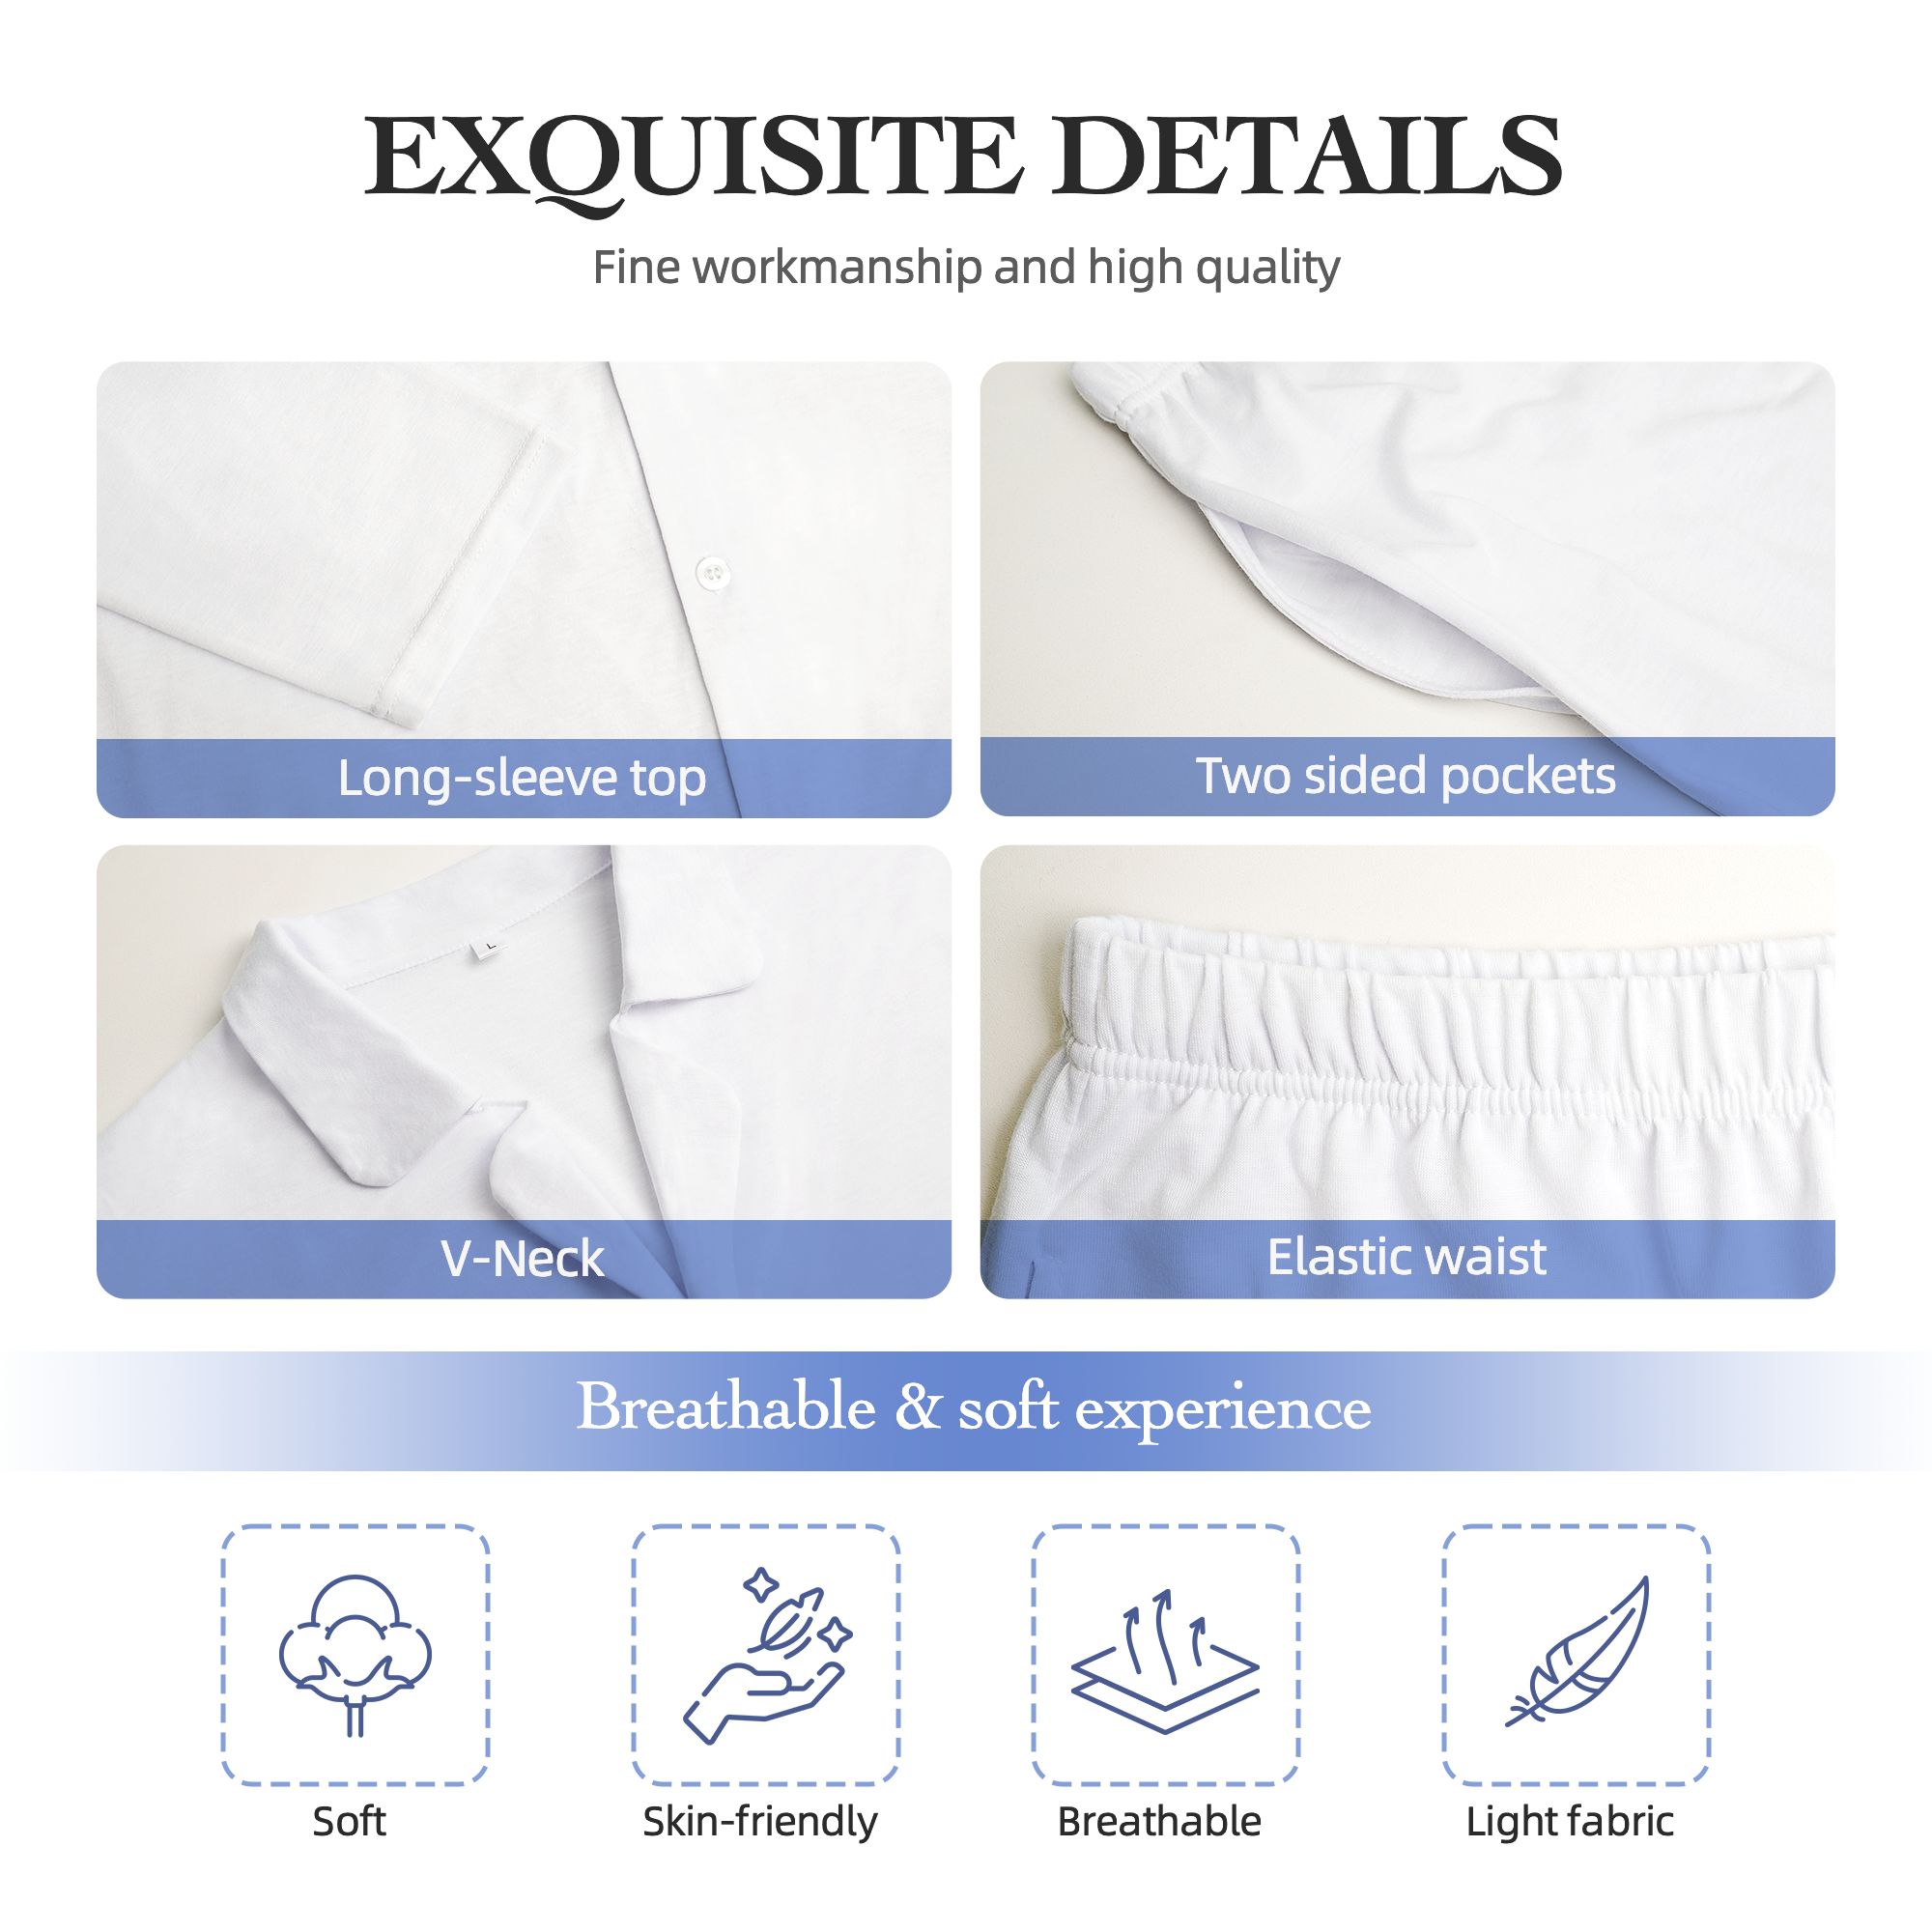 EXQUISITE DETAILS
Fine workmanship and high quality
Long-sleeve top
Two sided pockets
L
V-Neck
Elastic waist
Breathable & soft experience
Soft
Skin-friendly
Breathable
Light fabric